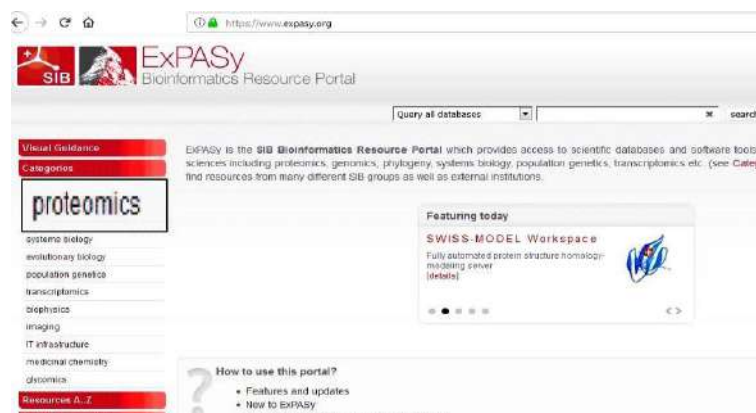 https://www.expasy.org
SIB
ExPASy
Bioinformatics Resource Portal
Query all databases
search
Visual Guidance
Categories
proteomics
systems biology
evolutionary biology
population genetics
transcriptomics
biophysics
imaging
IT infrastructure
medicinal chemistry
glycomics
Resources A..Z
ExPASy is the SIB Bioinformatics Resource Portal which provides access to scientific databases and software tools
sciences including proteomics, genomics, phylogeny, systems biology, population genetics, transcriptomics etc. (see Categ
find resources from many different SIB groups as well as external institutions.
Featuring today
SWISS-MODEL Workspace
Fully automated protein structure homology-
modeling server
[details]
How to use this portal?
• Features and updates
• New to ExPASy